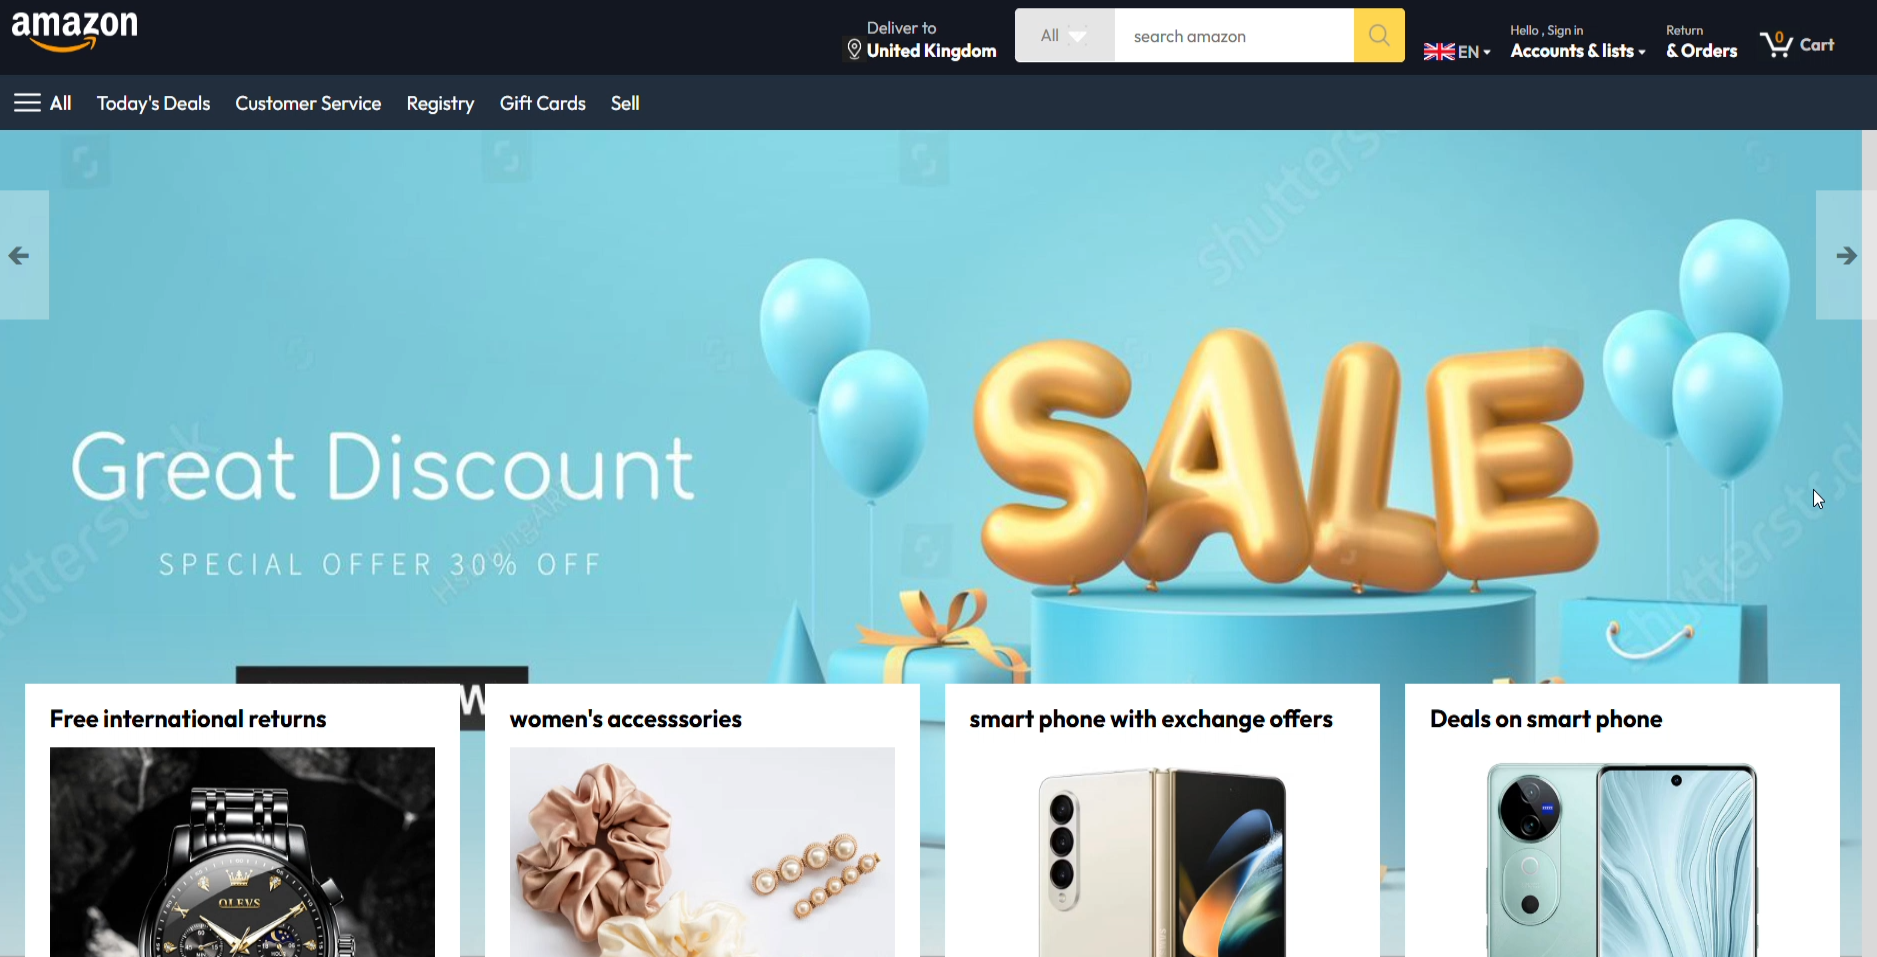 amazon
Deliver to
United Kingdom
All
search amazon
EN
Hello , Sign in
Accounts & lists
Return
& Orders
0
Cart
All
Today's Deals
Customer Service
Registry
Gift Cards
Sell
shutterstock
Great Discount
SPECIAL OFFER 30% OFF
SALE
Free international returns
women's accesssories
smart phone with exchange offers
Deals on smart phone
OLEVS